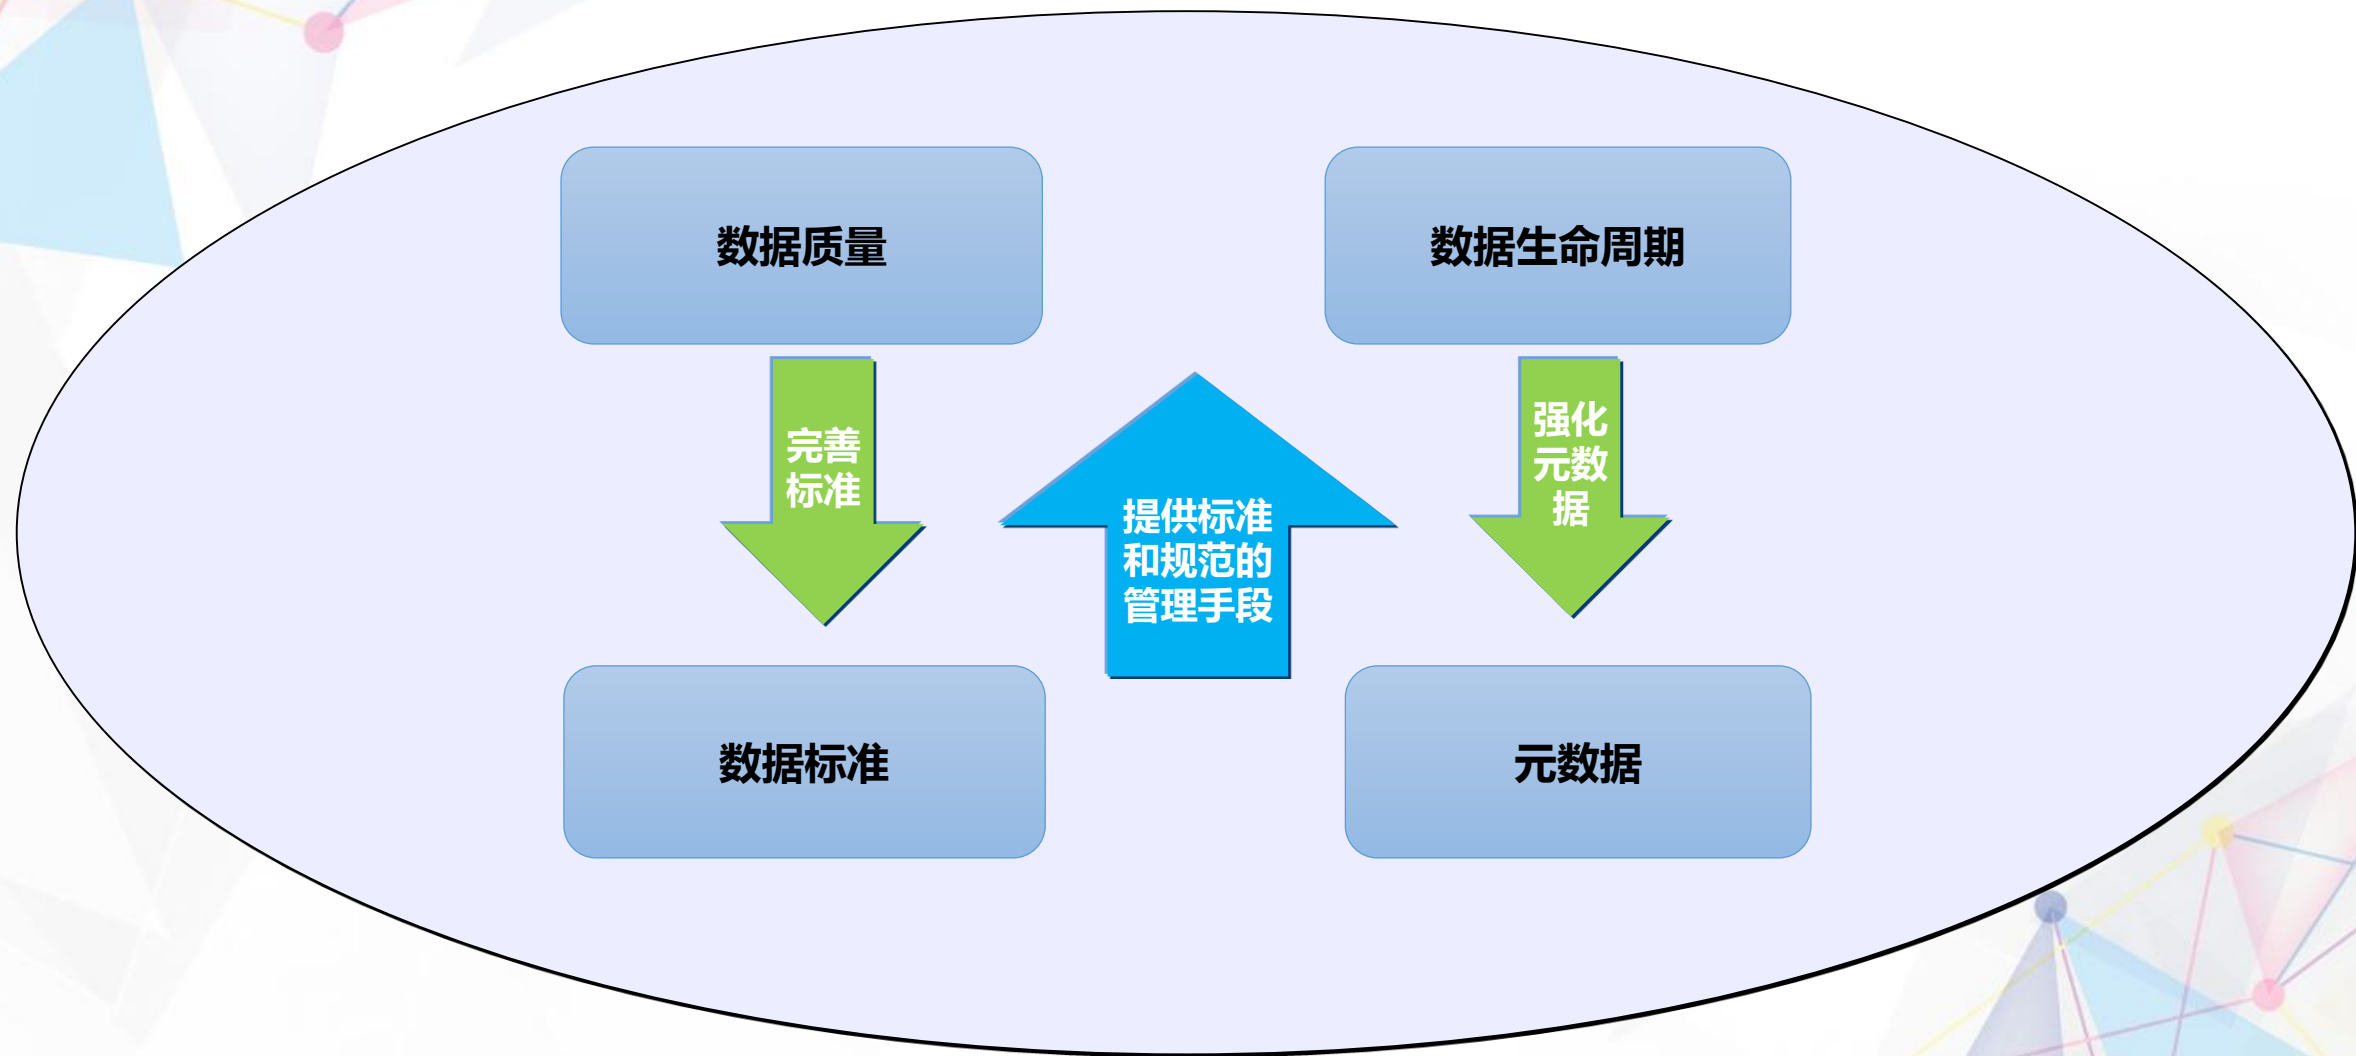 数据质量
数据生命周期
完善
标准
提供标准
和规范的
管理手段
强化
元数
据
数据标准
元数据